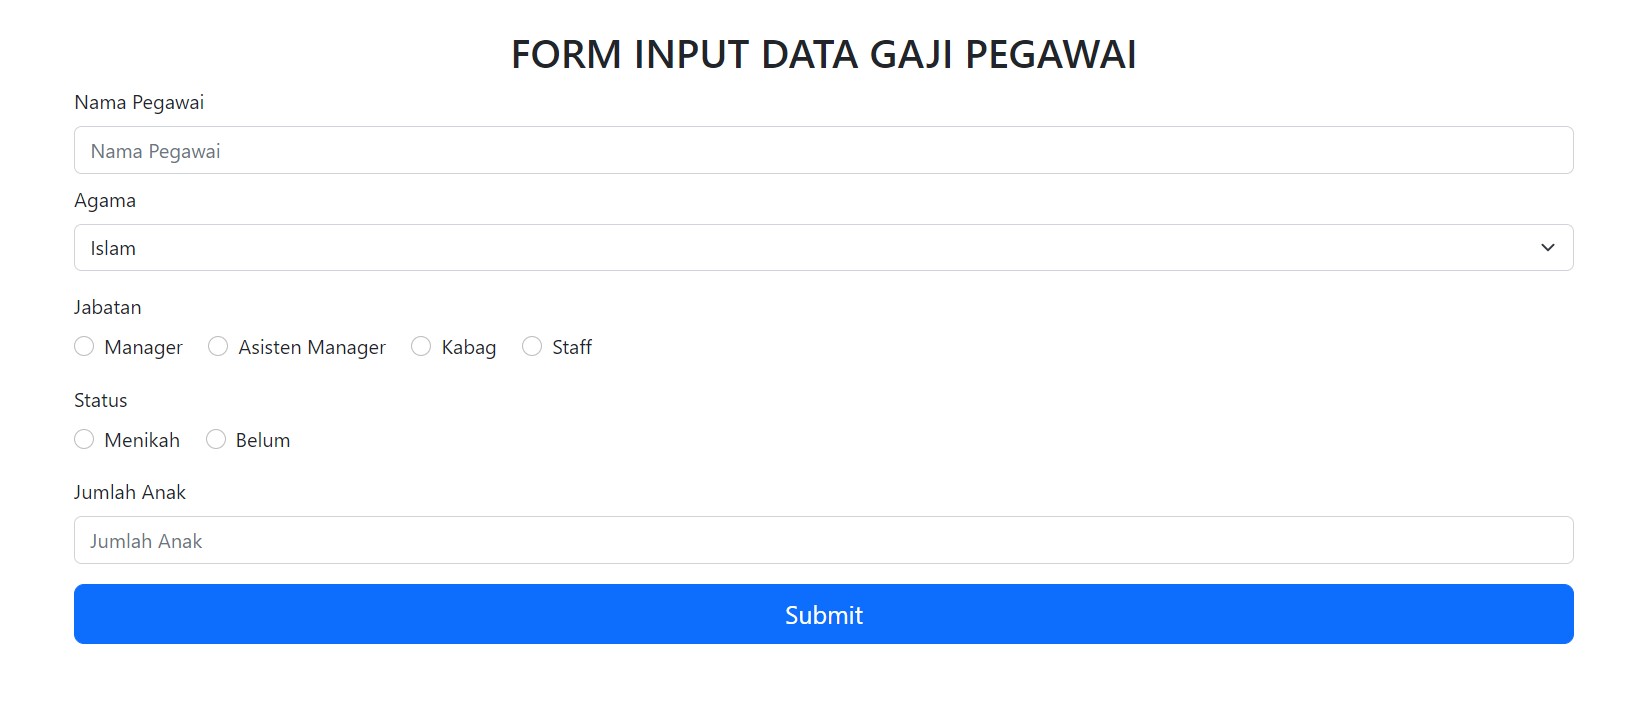 FORM INPUT DATA GAJI PEGAWAI
Nama Pegawai
Nama Pegawai
Agama
Islam
Jabatan
Manager Asisten Manager Kabag Staff
Status
Menikah Belum
Jumlah Anak
Jumlah Anak
Submit